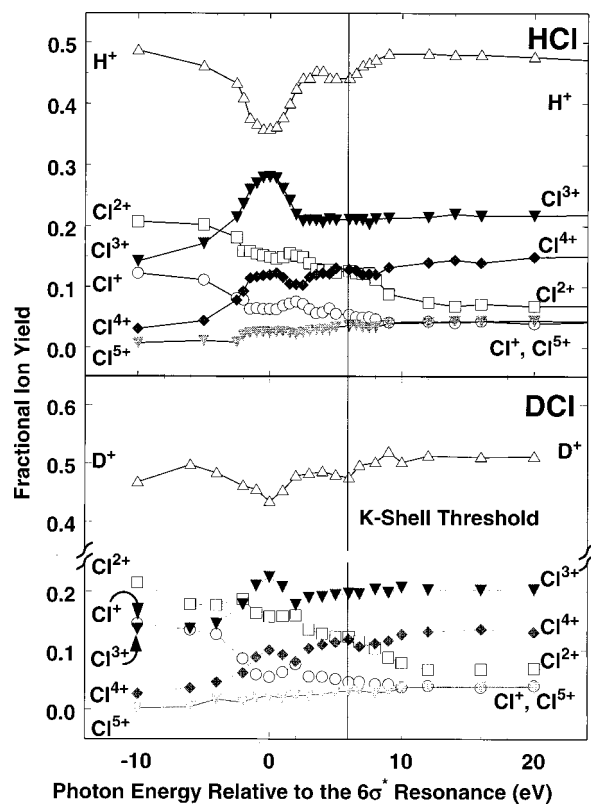 HCl
0.5
H⁺
H⁺
0.4
0.3
Cl²⁺
Cl³⁺
0.2
Cl³⁺
Cl⁴⁺
Cl⁺
0.1
Cl²⁺
Cl⁴⁺
Cl⁵⁺
0.0
Cl⁺, Cl⁵⁺
Fractional Ion Yield
DCl
0.6
D⁺
D⁺
0.5
K-Shell Threshold
0.4
Cl²⁺
Cl³⁺
0.2
Cl⁺
Cl⁴⁺
Cl³⁺
0.1
Cl²⁺
Cl⁴⁺
Cl⁺, Cl⁵⁺
0.0
Cl⁵⁺
-10 0 10 20
Photon Energy Relative to the 6σ* Resonance (eV)